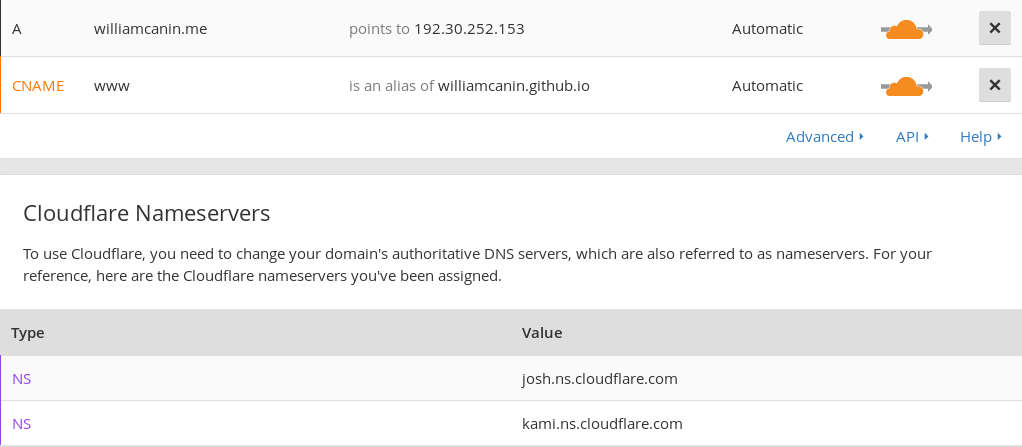 A williamcanin.me points to 192.30.252.153 Automatic
CNAME www is an alias of williamcanin.github.io Automatic
Advanced API Help
Cloudflare Nameservers
To use Cloudflare, you need to change your domain's authoritative DNS servers, which are also referred to as nameservers. For your
reference, here are the Cloudflare nameservers you've been assigned.
Type Value
NS josh.ns.cloudflare.com
NS kami.ns.cloudflare.com